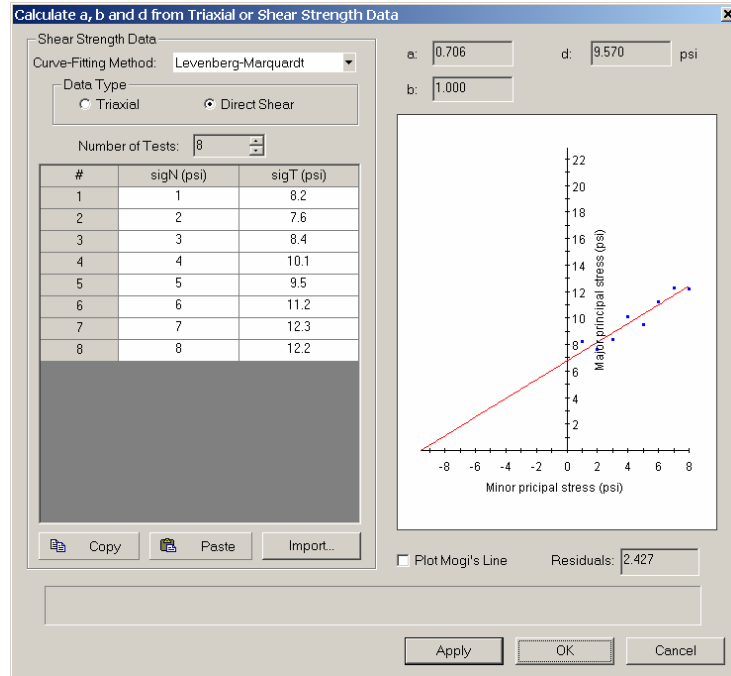 Calculate a, b and d from Triaxial or Shear Strength Data
Shear Strength Data
Curve-Fitting Method: Levenberg-Marquardt
Data Type
Triaxial Direct Shear
Number of Tests: 8
# sigN (psi) sigT (psi)
1 1 8.2
2 2 7.6
3 3 8.4
4 4 10.1
5 5 9.5
6 6 11.2
7 7 12.3
8 8 12.2
Copy Paste Import...
a: 0.706 d: 9.570 psi
b: 1.000
22
20
18
16
14
12
10
8
6
4
2
Major principal stress (psi)
-8 -6 -4 -2 0 2 4 6 8
Minor pricipal stress (psi)
Plot Mogi's Line Residuals: 2.427
Apply OK Cancel